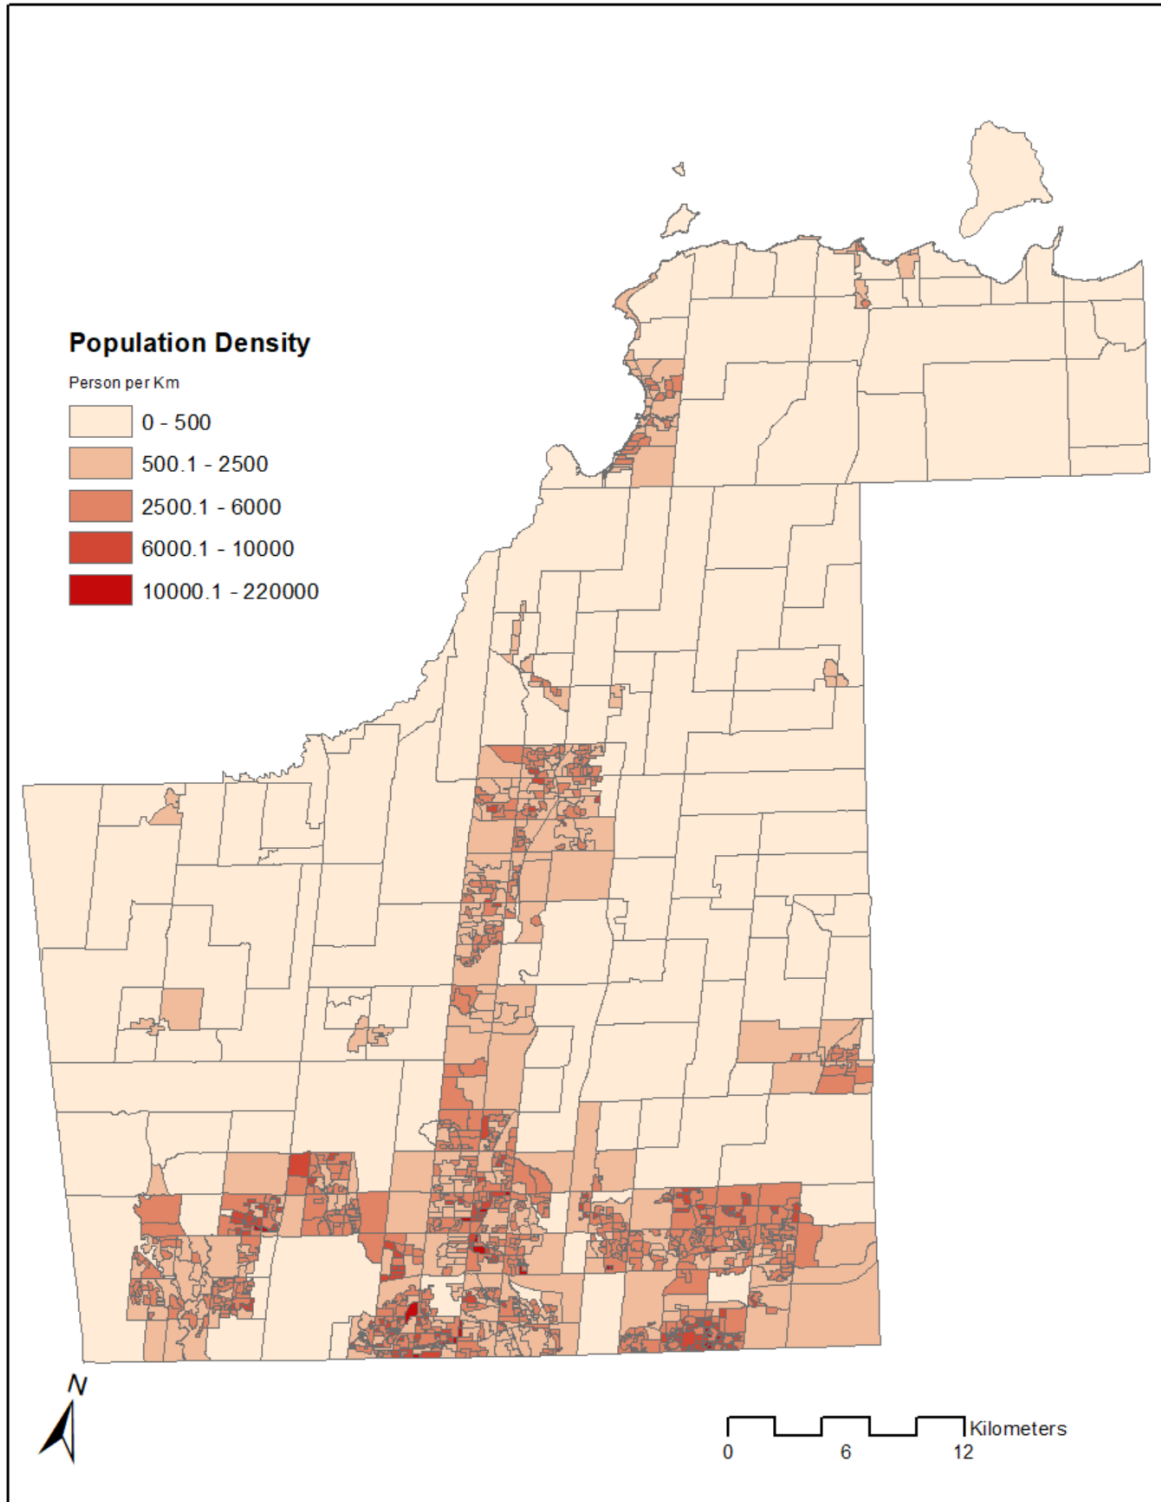 Population Density
Person per Km
0 - 500
500.1 - 2500
2500.1 - 6000
6000.1 - 10000
10000.1 - 220000
N
Kilometers
0 6 12